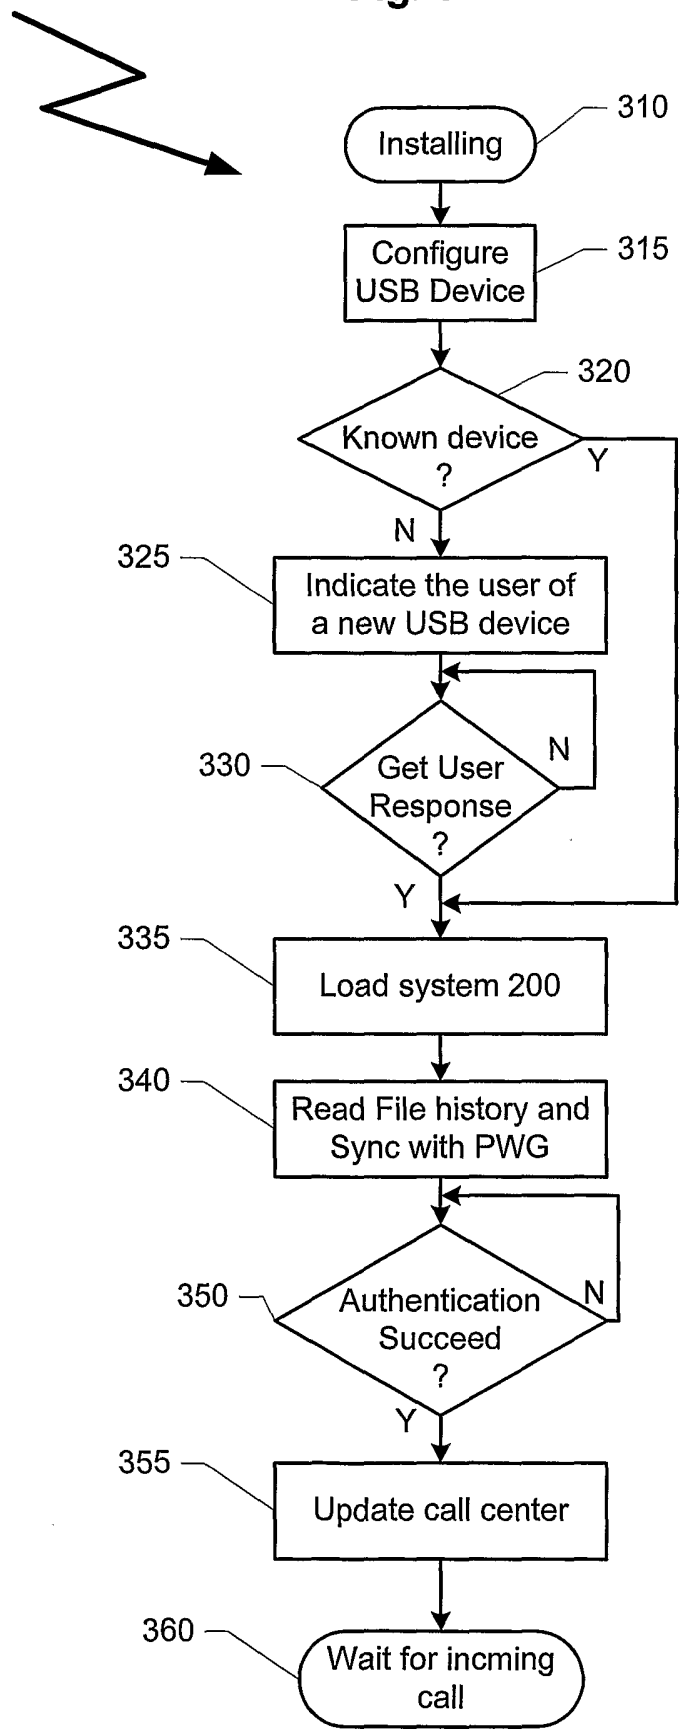 310
Installing
315
Configure
USB Device
320
Known device
?
Y
N
325
Indicate the user of
a new USB device
N
330
Get User
Response
?
Y
335
Load system 200
340
Read File history and
Sync with PWG
350
N
Authentication
Succeed
?
Y
355
Update call center
360
Wait for incming
call